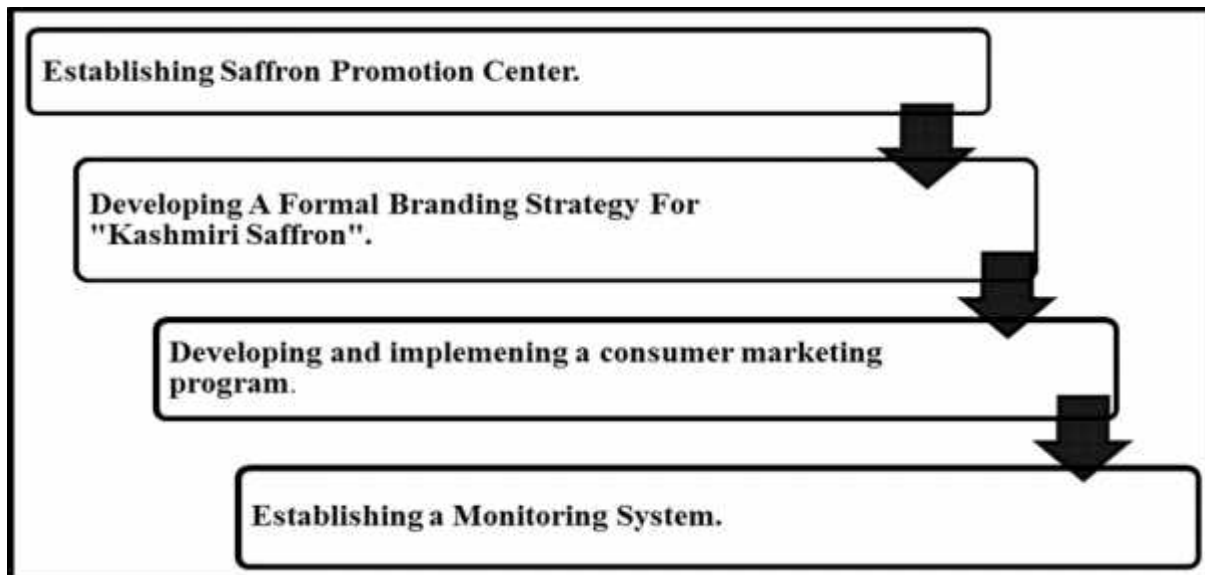 Establishing Saffron Promotion Center.
Developing A Formal Branding Strategy For
"Kashmiri Saffron".
Developing and implemening a consumer marketing
program.
Establishing a Monitoring System.